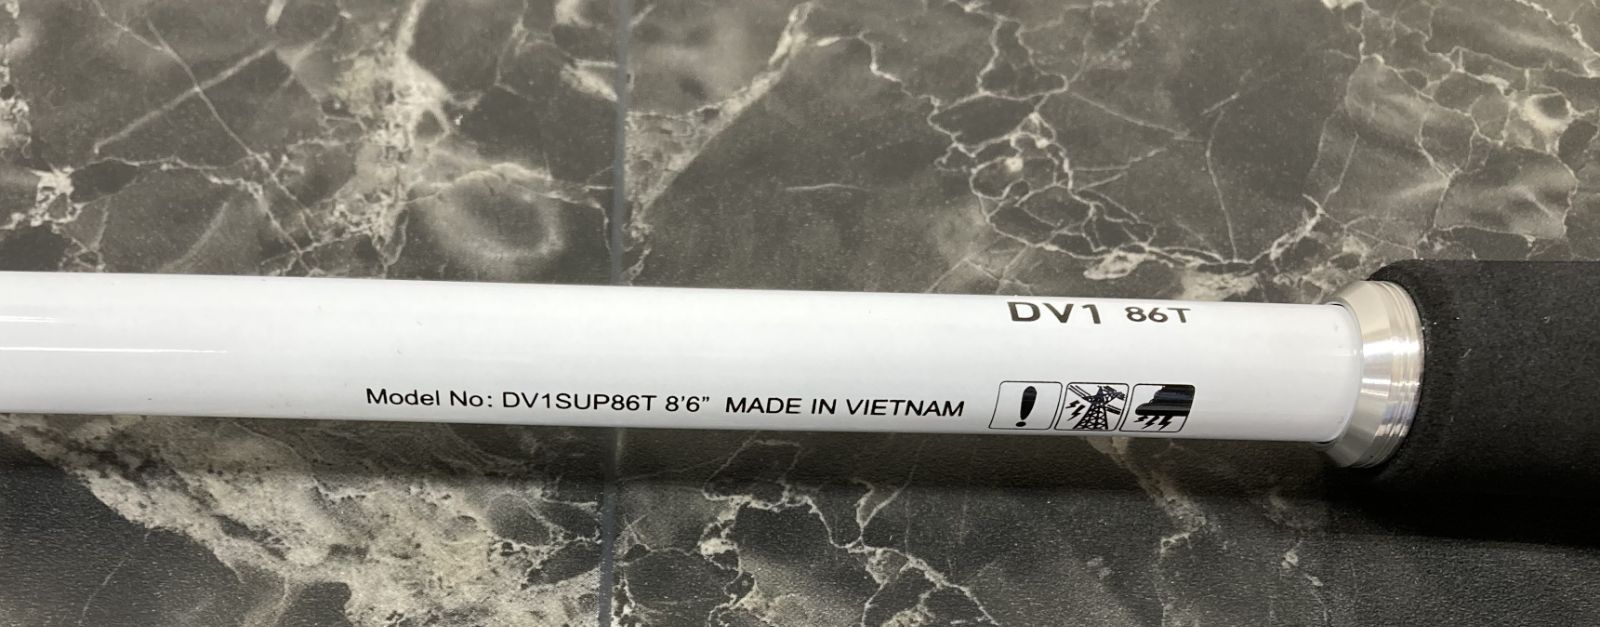 DV1 86T
Model No: DV1SUP86T 8'6" MADE IN VIETNAM